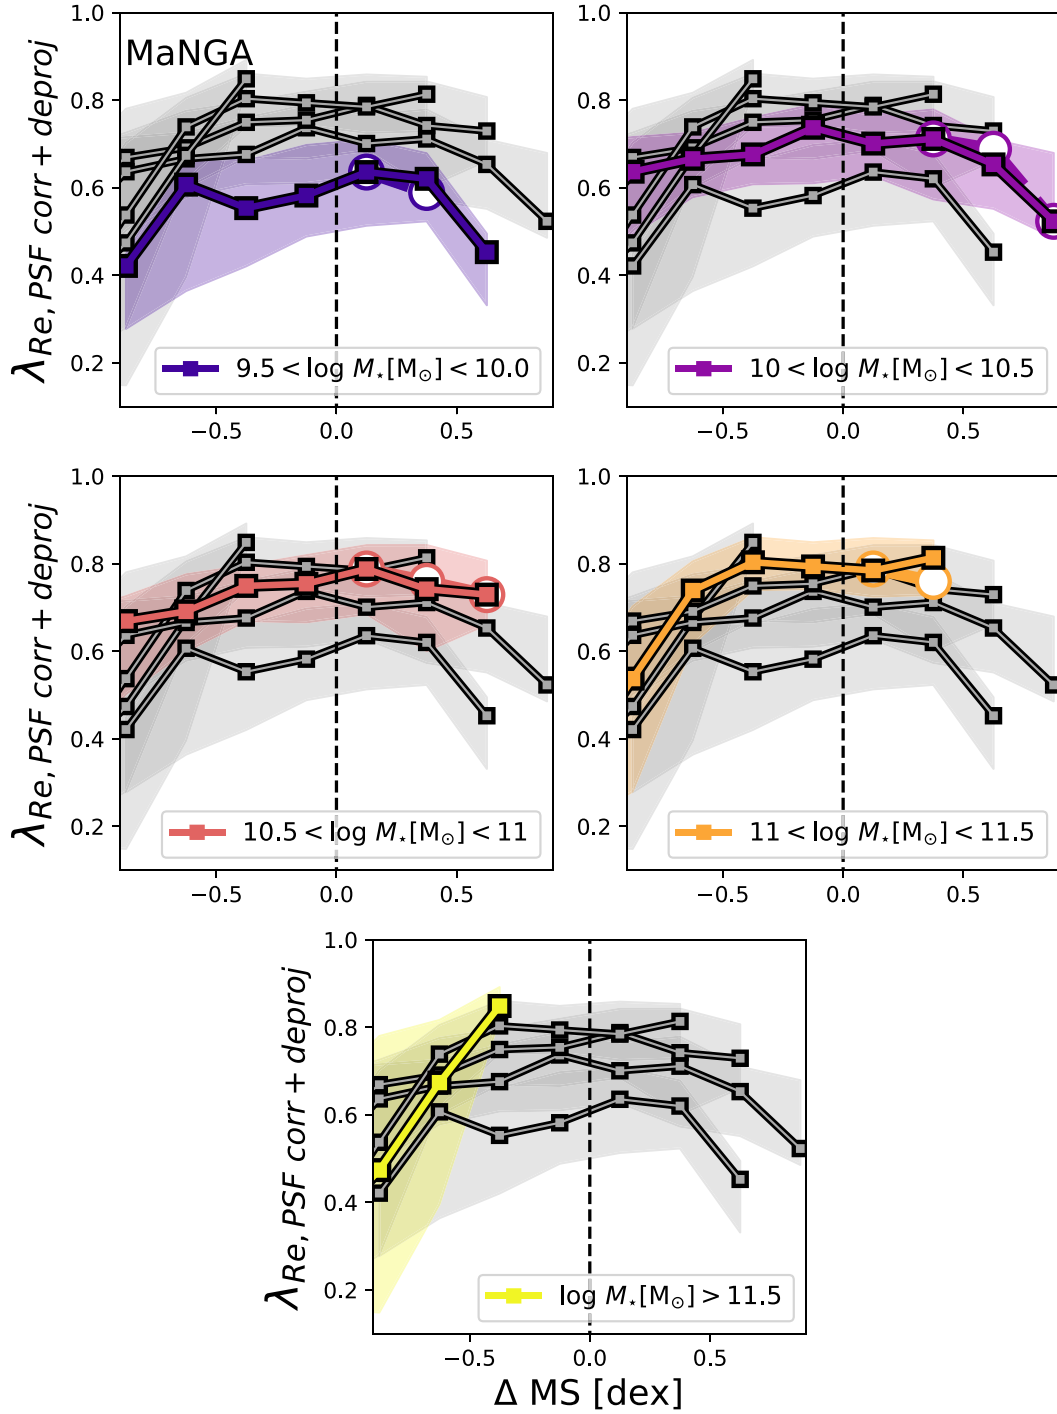 MaNGA
λRe, PSF corr + deproj
1.0
0.8
0.6
0.4
0.2
9.5 < log M⋆[M⊙] < 10.0
−0.5 0.0 0.5
1.0
0.8
0.6
0.4
0.2
10 < log M⋆[M⊙] < 10.5
−0.5 0.0 0.5
λRe, PSF corr + deproj
1.0
0.8
0.6
0.4
0.2
10.5 < log M⋆[M⊙] < 11
−0.5 0.0 0.5
1.0
0.8
0.6
0.4
0.2
11 < log M⋆[M⊙] < 11.5
−0.5 0.0 0.5
λRe, PSF corr + deproj
1.0
0.8
0.6
0.4
0.2
log M⋆[M⊙] > 11.5
−0.5 0.0 0.5
Δ MS [dex]